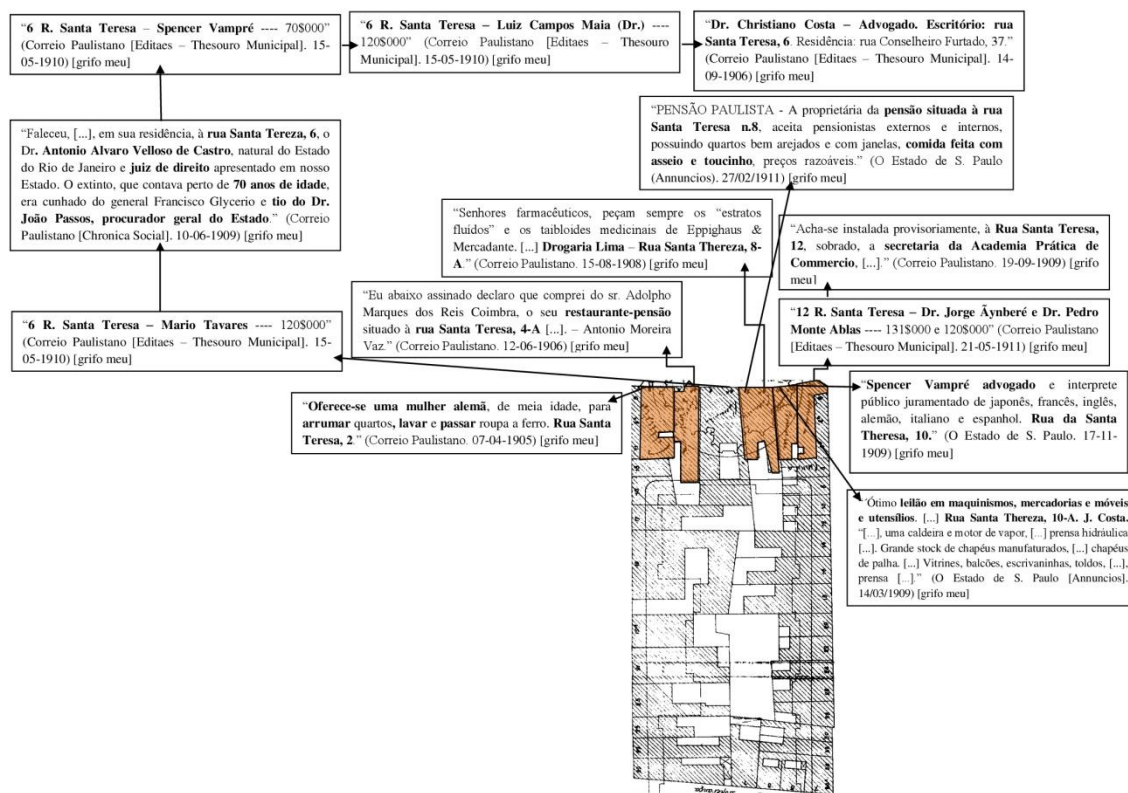 “6 R. Santa Teresa – Spencer Vampré ---- 70$000”
(Correio Paulistano [Editaes – Thesouro Municipal]. 15-
05-1910) [grifo meu]
“6 R. Santa Teresa – Luiz Campos Maia (Dr.) ----
120$000” (Correio Paulistano [Editaes – Thesouro
Municipal]. 15-05-1910) [grifo meu]
“Dr. Christiano Costa – Advogado. Escritório: rua
Santa Teresa, 6. Residência: rua Conselheiro Furtado, 37.”
(Correio Paulistano [Editaes – Thesouro Municipal]. 14-
09-1906) [grifo meu]
“Faleceu, [...], em sua residência, à rua Santa Tereza, 6, o
Dr. Antonio Alvaro Velloso de Castro, natural do Estado
do Rio de Janeiro e juiz de direito apresentado em nosso
Estado. O extinto, que contava perto de 70 anos de idade,
era cunhado do general Francisco Glycerio e tio do Dr.
João Passos, procurador geral do Estado.” (Correio
Paulistano [Chronica Social]. 10-06-1909) [grifo meu]
“PENSÃO PAULISTA - A proprietária da pensão situada à rua
Santa Teresa n.8, aceita pensionistas externos e internos,
possuindo quartos bem arejados e com janelas, comida feita com
asseio e toucinho, preços razoáveis.” (O Estado de S. Paulo
(Annuncios). 27/02/1911) [grifo meu]
“Senhores farmacêuticos, peçam sempre os “estratos
fluidos” e os taibloides medicinais de Eppighaus &
Mercadante. [...] Drogaria Lima – Rua Santa Thereza, 8-
A.” (Correio Paulistano. 15-08-1908) [grifo meu]
“Acha-se instalada provisoriamente, à Rua Santa Teresa,
12, sobrado, a secretaria da Academia Prática de
Commercio, [...].” (Correio Paulistano. 19-09-1909) [grifo
meu]
“6 R. Santa Teresa – Mario Tavares ---- 120$000”
(Correio Paulistano [Editaes – Thesouro Municipal]. 15-
05-1910) [grifo meu]
“Eu abaixo assinado declaro que comprei do sr. Adolpho
Marques dos Reis Coimbra, o seu restaurante-pensão
situado à rua Santa Teresa, 4-A [...]. – Antonio Moreira
Vaz.” (Correio Paulistano. 12-06-1906) [grifo meu]
“12 R. Santa Teresa – Dr. Jorge Äynberé e Dr. Pedro
Monte Ablas ---- 131$000 e 120$000” (Correio Paulistano
[Editaes – Thesouro Municipal]. 21-05-1911) [grifo meu]
“Oferece-se uma mulher alemã, de meia idade, para
arrumar quartos, lavar e passar roupa a ferro. Rua Santa
Teresa, 2.” (Correio Paulistano. 07-04-1905) [grifo meu]
“Spencer Vampré advogado e interprete
público juramentado de japonês, francês, inglês,
alemão, italiano e espanhol. Rua da Santa
Theresa, 10.” (O Estado de S. Paulo. 17-11-
1909) [grifo meu]
“Ótimo leilão em maquinismos, mercadorias e móveis
e utensílios. [...] Rua Santa Thereza, 10-A. J. Costa.
“[...], uma caldeira e motor de vapor, [...] prensa hidráulica
[...]. Grande stock de chapéus manufaturados, [...] chapéus
de palha. [...] Vitrines, balcões, escrivaninhas, toldos, [...],
prensa [...].” (O Estado de S. Paulo [Annuncios].
14/03/1909) [grifo meu]